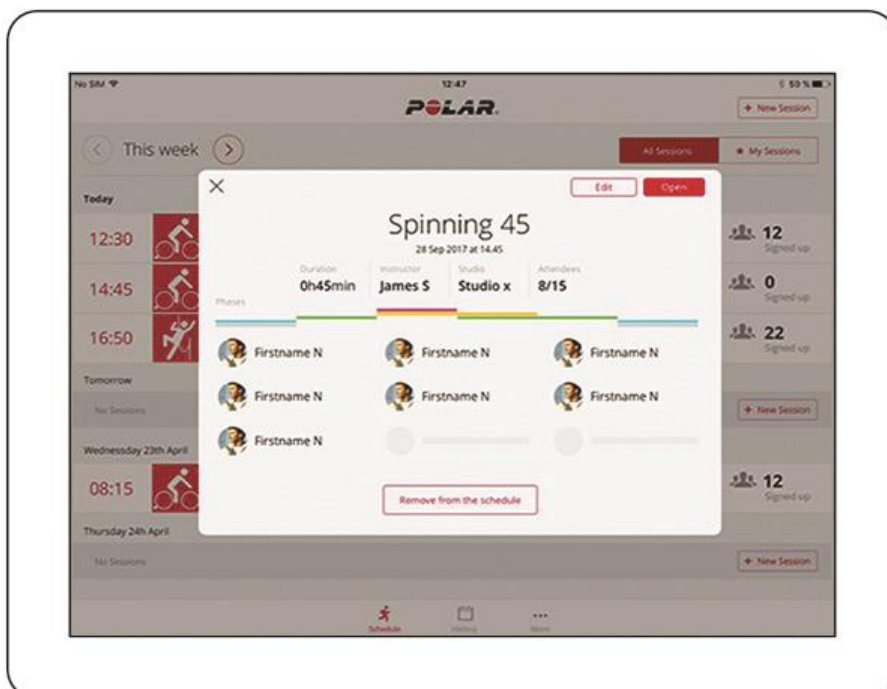 No SIM 12:47 59 %
POLAR.
+ New Session
This week
All Sessions ★ My Sessions
Today
Edit Open
Spinning 45
28 Sep 2017 at 14.45
12:30
12
Signed up
Duration Instructor Studio Attendees
0h45min James S Studio x 8/15
14:45
0
Signed up
Phases
16:50
22
Signed up
Firstname N Firstname N Firstname N
Tomorrow
Firstname N Firstname N Firstname N
No Sessions
+ New Session
Firstname N
Wednessday 23th April
08:15
12
Signed up
Remove from the schedule
Thursday 24h April
No Sessions
+ New Session
Schedule History More